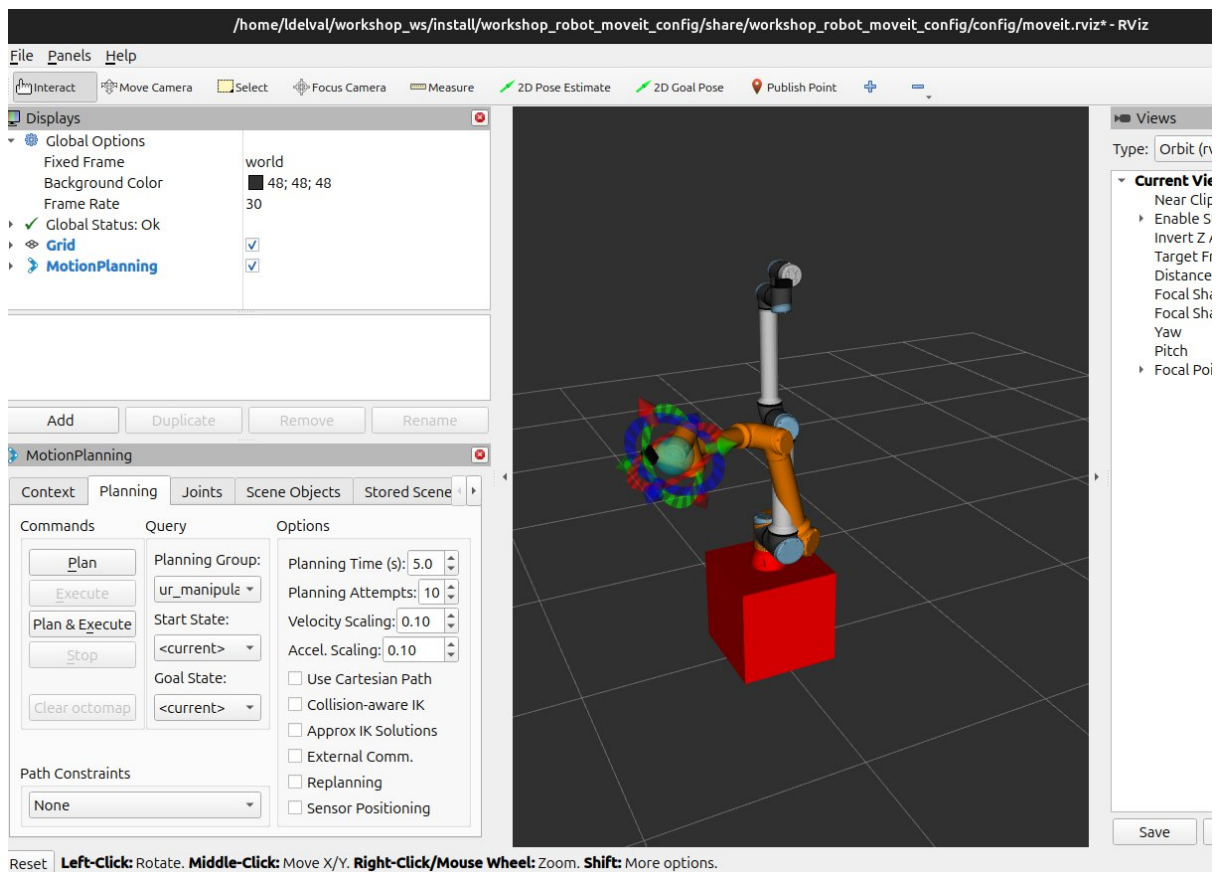 /home/ldelval/workshop_ws/install/workshop_robot_moveit_config/share/workshop_robot_moveit_config/config/moveit.rviz* - RViz
File Panels Help
Interact Move Camera Select Focus Camera Measure 2D Pose Estimate 2D Goal Pose Publish Point
Displays
Global Options
Fixed Frame world
Background Color 48; 48; 48
Frame Rate 30
Global Status: Ok
Grid
MotionPlanning
Add Duplicate Remove Rename
MotionPlanning
Context Planning Joints Scene Objects Stored Scene
Commands Query Options
Plan
Execute
Plan & Execute
Stop
Clear octomap
Planning Group:
ur_manipula
Start State:
<current>
Goal State:
<current>
Planning Time (s): 5.0
Planning Attempts: 10
Velocity Scaling: 0.10
Accel. Scaling: 0.10
Use Cartesian Path
Collision-aware IK
Approx IK Solutions
External Comm.
Replanning
Sensor Positioning
Path Constraints
None
Views
Type: Orbit (rv
Current Vie
Near Clip
Enable S
Invert Z A
Target Fr
Distance
Focal Sha
Focal Sha
Yaw
Pitch
Focal Poi
Save
Reset Left-Click: Rotate. Middle-Click: Move X/Y. Right-Click/Mouse Wheel: Zoom. Shift: More options.